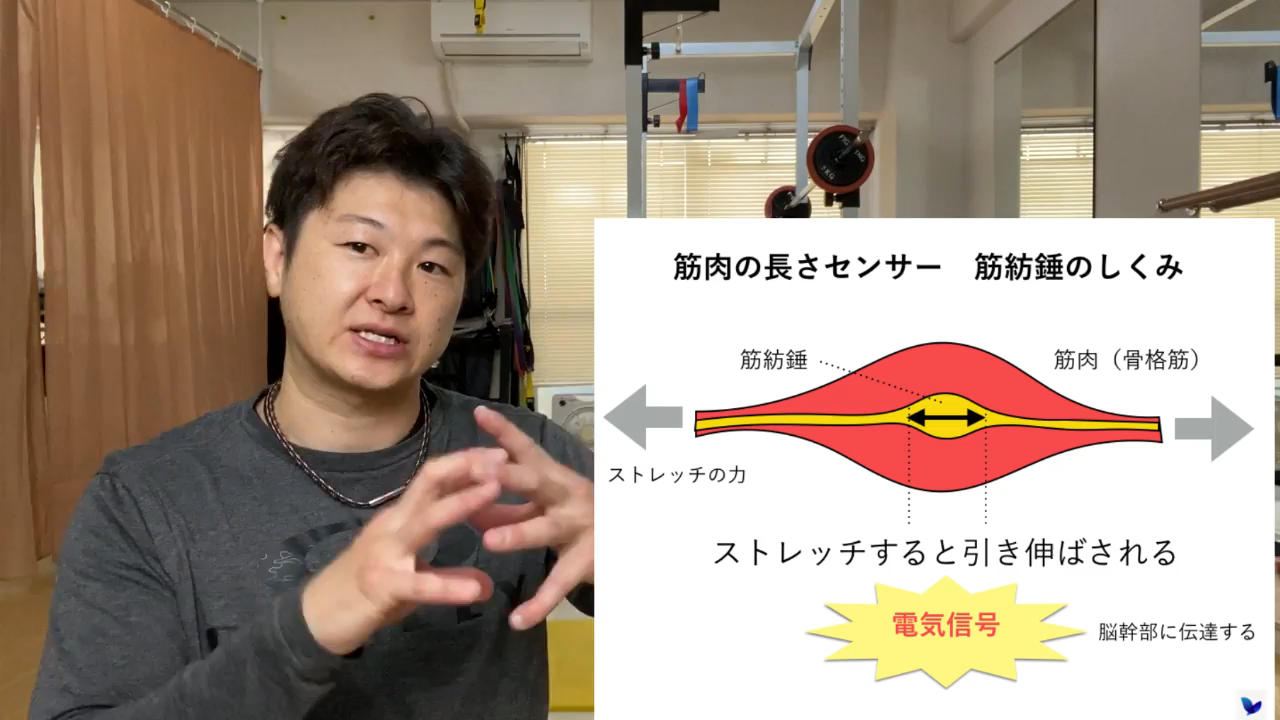 筋肉の長さセンサー 筋紡錘のしくみ
筋紡錘
筋肉（骨格筋）
ストレッチの力
ストレッチすると引き伸ばされる
電気信号
脳幹部に伝達する